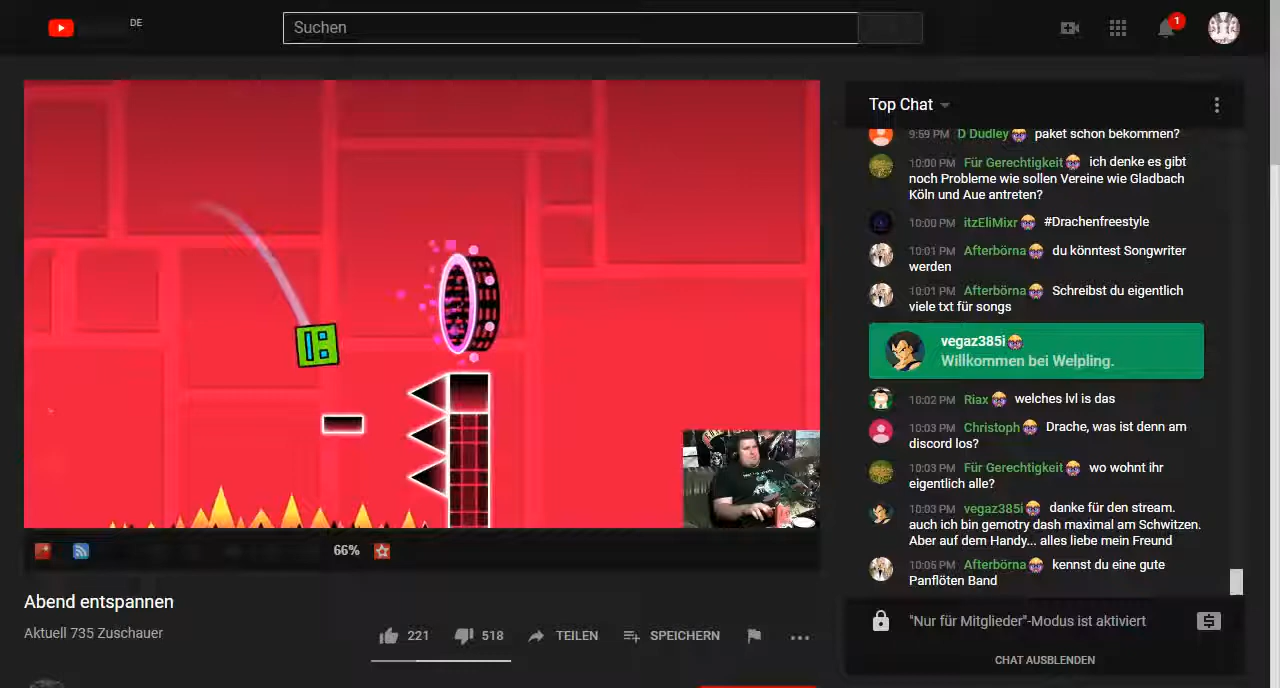 DE
Suchen
1
Top Chat
9:59 PM D Dudley paket schon bekommen?
10:00 PM Für Gerechtigkeit ich denke es gibt
noch Probleme wie sollen Vereine wie Gladbach
Köln und Aue antreten?
10:00 PM itzEliMixr #Drachenfreestyle
10:01 PM Afterbörna du könntest Songwriter
werden
10:01 PM Afterbörna Schreibst du eigentlich
viele txt für songs
vegaz385i
Willkommen bei Welpling.
10:02 PM Riax welches lvl is das
10:03 PM Christoph Drache, was ist denn am
discord los?
10:03 PM Für Gerechtigkeit wo wohnt ihr
eigentlich alle?
10:03 PM vegaz385i danke für den stream.
auch ich bin gemotry dash maximal am Schwitzen.
Aber auf dem Handy... alles liebe mein Freund
10:05 PM Afterbörna kennst du eine gute
Panflöten Band
"Nur für Mitglieder"-Modus ist aktiviert
CHAT AUSBLENDEN
66%
Abend entspannen
Aktuell 735 Zuschauer
221 518 TEILEN SPEICHERN